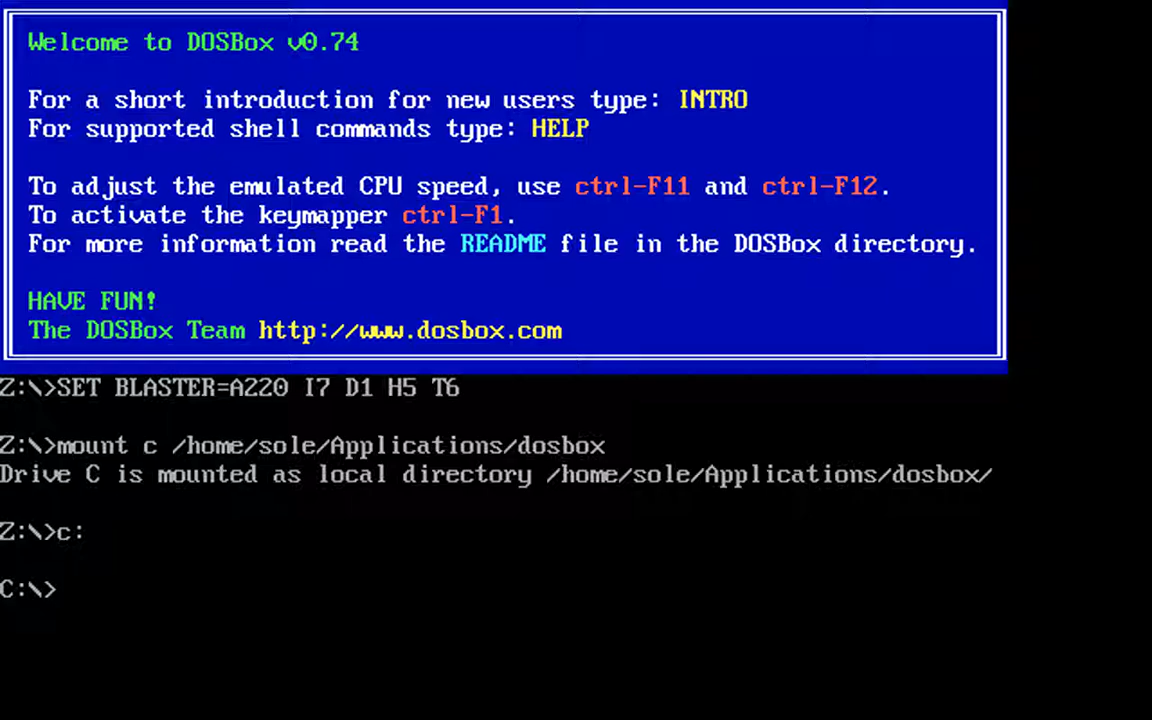 Welcome to DOSBox v0.74
For a short introduction for new users type: INTRO
For supported shell commands type: HELP
To adjust the emulated CPU speed, use ctrl-F11 and ctrl-F12.
To activate the keymapper ctrl-F1.
For more information read the README file in the DOSBox directory.
HAVE FUN!
The DOSBox Team http://www.dosbox.com
Z:\>SET BLASTER=A220 I7 D1 H5 T6
Z:\>mount c /home/sole/Applications/dosbox
Drive C is mounted as local directory /home/sole/Applications/dosbox/
Z:\>c:
C:\>